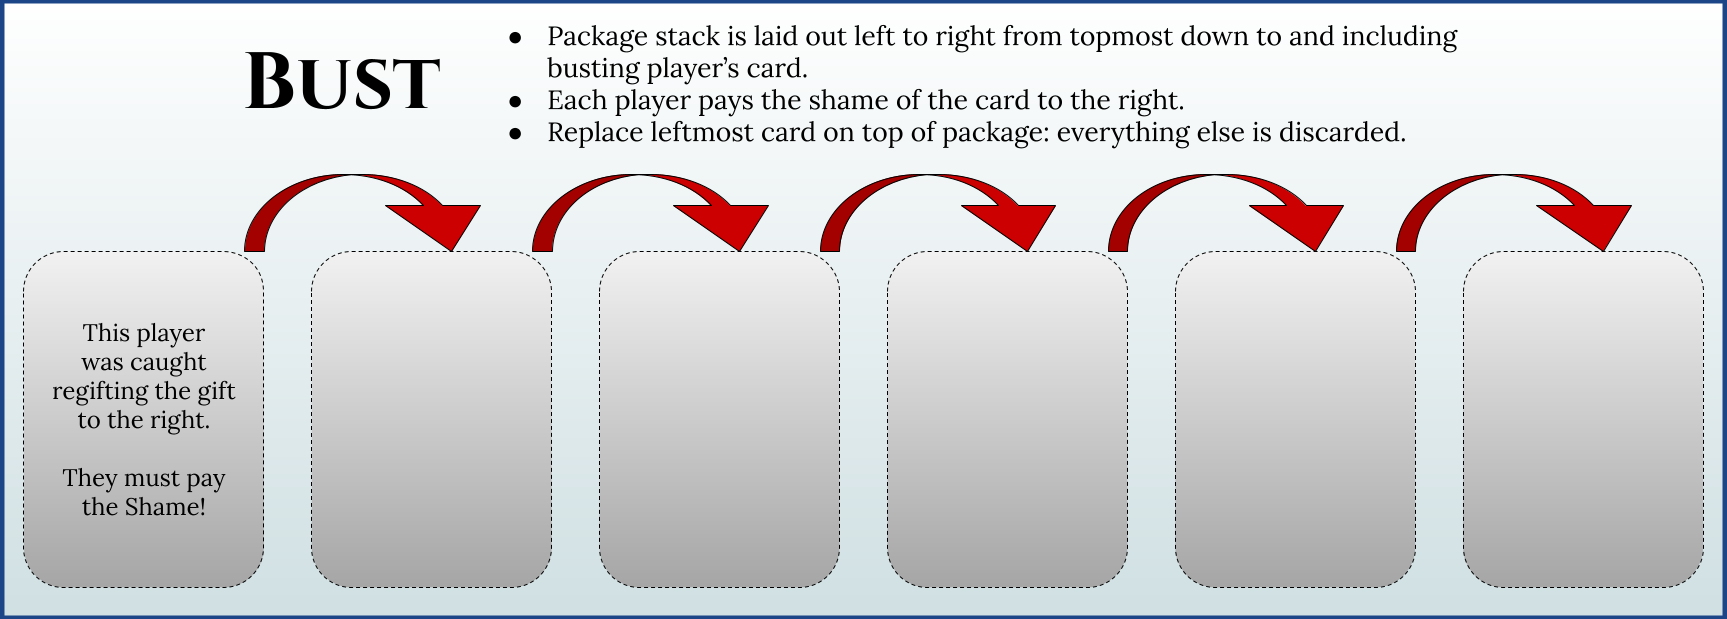 BUST
● Package stack is laid out left to right from topmost down to and including
busting player’s card.
● Each player pays the shame of the card to the right.
● Replace leftmost card on top of package: everything else is discarded.
This player
was caught
regifting the gift
to the right.
They must pay
the Shame!